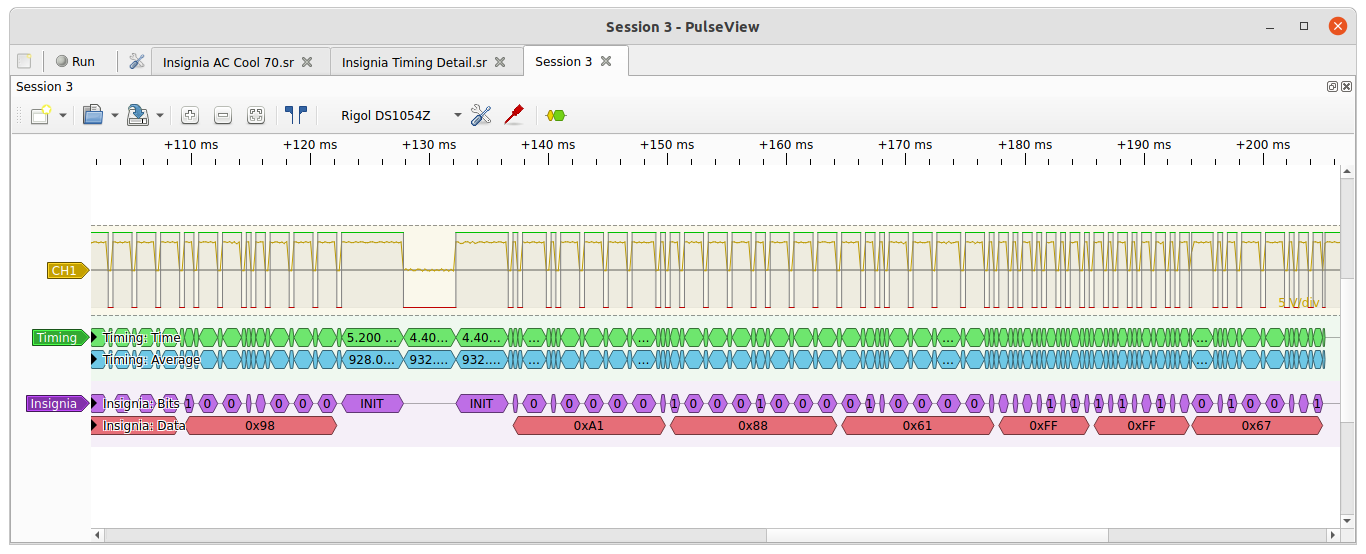 Session 3 - PulseView
Run
Insignia AC Cool 70.sr
Insignia Timing Detail.sr
Session 3
Session 3
Rigol DS1054Z
+110 ms +120 ms +130 ms +140 ms +150 ms +160 ms +170 ms +180 ms +190 ms +200 ms
CH1
5 V/div
Timing
Timing: Time 5.200 ... 4.40... 4.40... ... ... ... ...
Timing: Average 928.0... 932.... 932.... ... ... ... ...
Insignia
Insignia: Bits 1 0 0 0 0 0 INIT INIT 0 0 0 0 0 1 0 0 0 1 0 0 0 0 1 0 0 0 1 1 1 1 1 1 0 1 0 0 1
Insignia: Data 0x98 0xA1 0x88 0x61 0xFF 0xFF 0x67